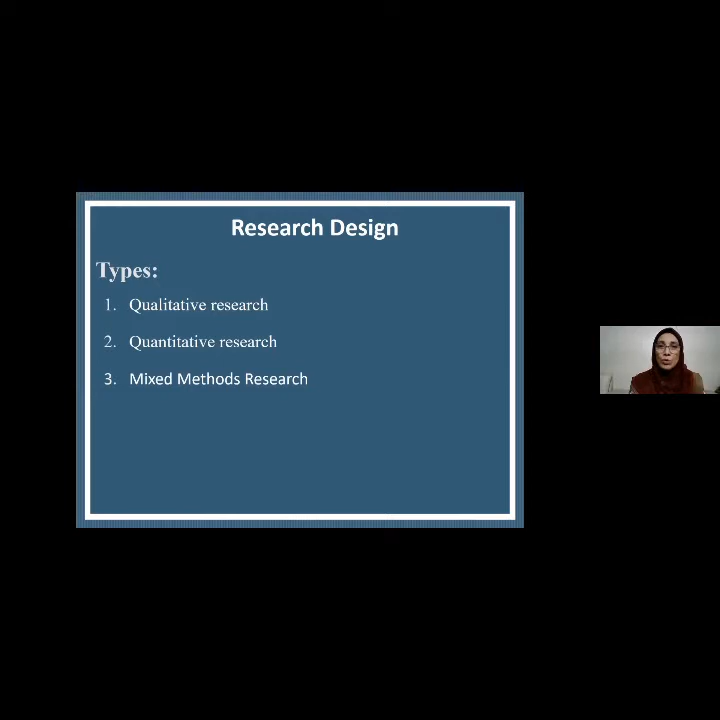 Research Design
Types:
1. Qualitative research
2. Quantitative research
3. Mixed Methods Research